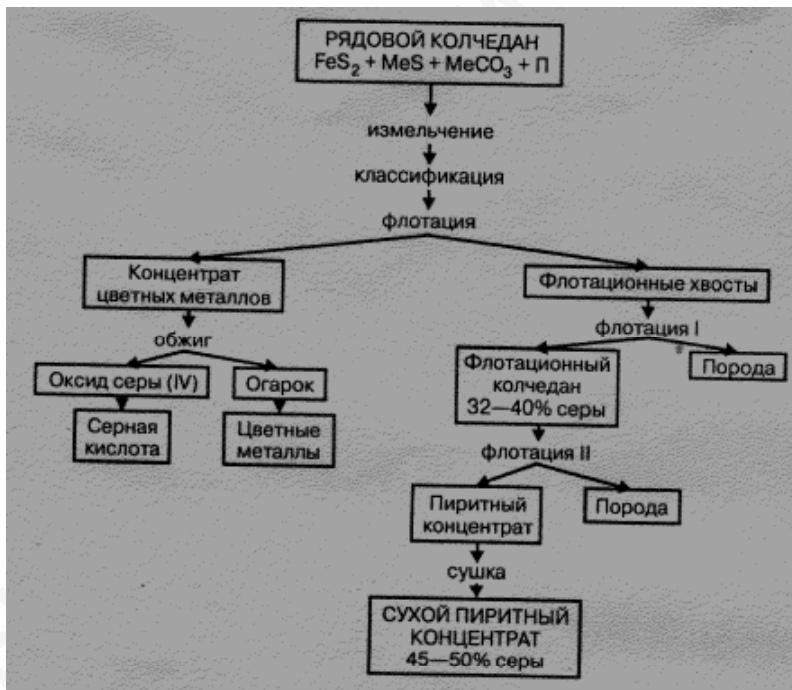 РЯДОВОЙ КОЛЧЕДАН
FeS₂ + MeS + MeCO₃ + П
измельчение
классификация
флотация
Концентрат
цветных металлов
Флотационные хвосты
обжиг
флотация I
Оксид серы (IV)
Огарок
Флотационный
колчедан
32—40% серы
Порода
Серная
кислота
Цветные
металлы
флотация II
Пиритный
концентрат
Порода
сушка
СУХОЙ ПИРИТНЫЙ
КОНЦЕНТРАТ
45—50% серы